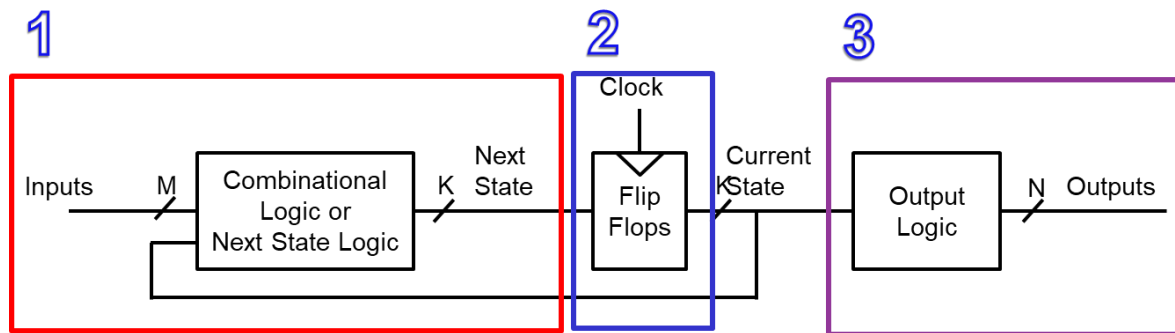 1
2
3
Clock
Inputs
M
Combinational
Logic or
Next State Logic
K
Next
State
Flip
Flops
K
Current
State
Output
Logic
N
Outputs